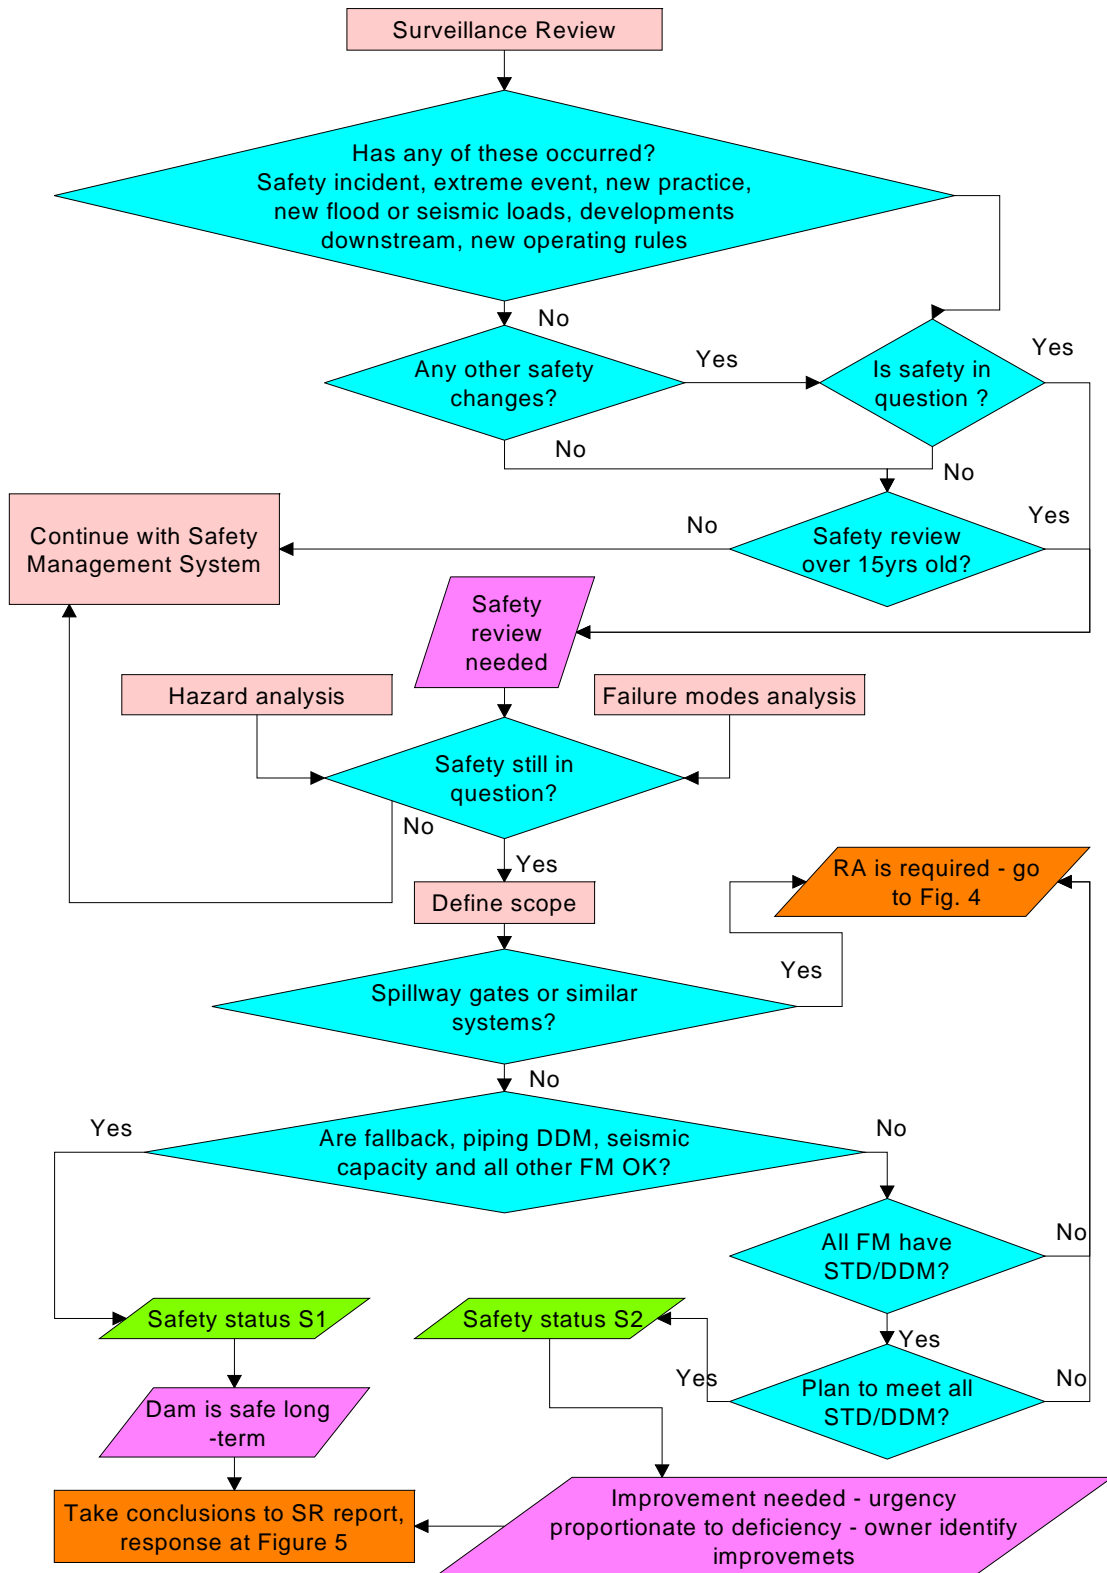 Surveillance Review
Has any of these occurred?
Safety incident, extreme event, new practice,
new flood or seismic loads, developments
downstream, new operating rules
No
Any other safety
changes?
Yes
Is safety in
question ?
Yes
No
No
Continue with Safety
Management System
No
Safety review
over 15yrs old?
Yes
Safety
review
needed
Hazard analysis
Failure modes analysis
Safety still in
question?
No
Yes
RA is required - go
to Fig. 4
Define scope
Yes
Spillway gates or similar
systems?
No
Yes
Are fallback, piping DDM, seismic
capacity and all other FM OK?
No
All FM have
STD/DDM?
No
Safety status S1
Safety status S2
Yes
Yes
Plan to meet all
STD/DDM?
No
Dam is safe long
-term
Take conclusions to SR report,
response at Figure 5
Improvement needed - urgency
proportionate to deficiency - owner identify
improvemets